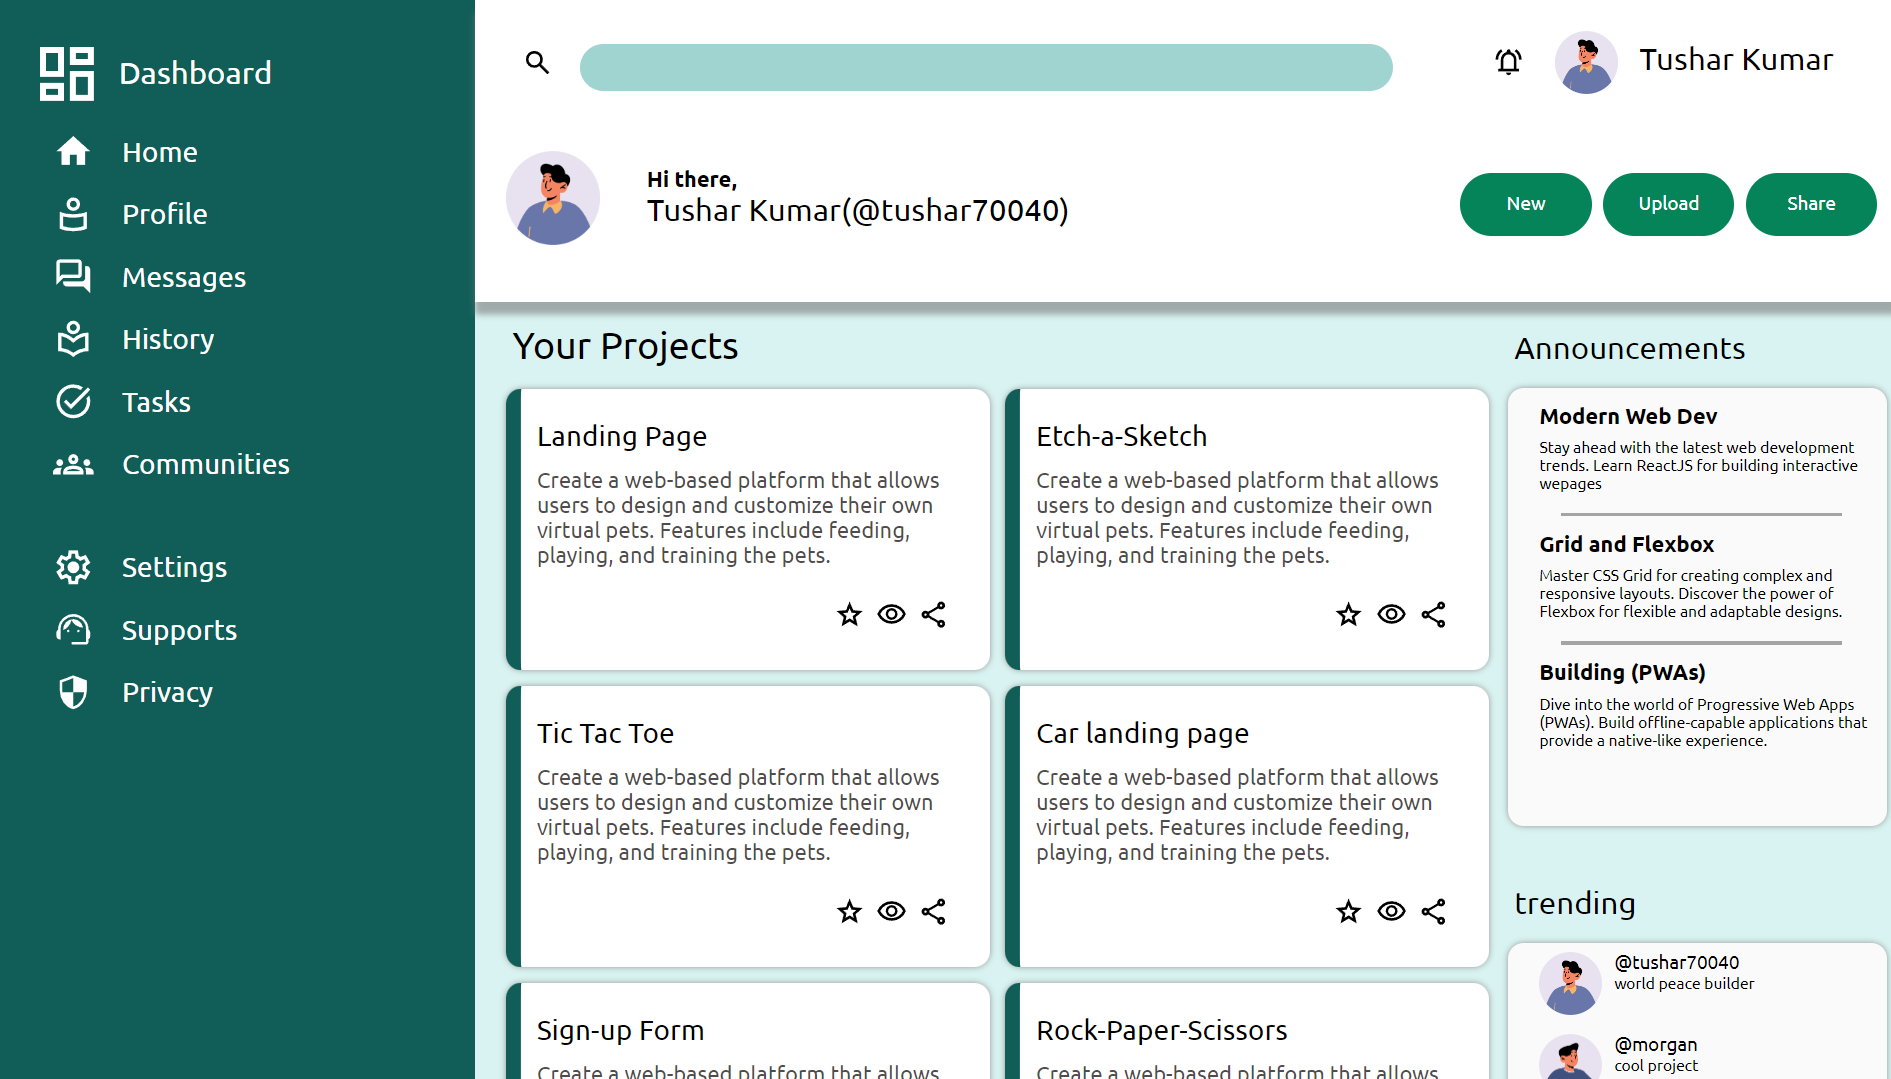 Dashboard
Home
Profile
Messages
History
Tasks
Communities
Settings
Supports
Privacy
Tushar Kumar
Hi there,
Tushar Kumar(@tushar70040)
New
Upload
Share
Your Projects
Landing Page
Create a web-based platform that allows
users to design and customize their own
virtual pets. Features include feeding,
playing, and training the pets.
Etch-a-Sketch
Create a web-based platform that allows
users to design and customize their own
virtual pets. Features include feeding,
playing, and training the pets.
Tic Tac Toe
Create a web-based platform that allows
users to design and customize their own
virtual pets. Features include feeding,
playing, and training the pets.
Car landing page
Create a web-based platform that allows
users to design and customize their own
virtual pets. Features include feeding,
playing, and training the pets.
Sign-up Form
Create a web-based platform that allows
Rock-Paper-Scissors
Create a web-based platform that allows
Announcements
Modern Web Dev
Stay ahead with the latest web development
trends. Learn ReactJS for building interactive
wepages
Grid and Flexbox
Master CSS Grid for creating complex and
responsive layouts. Discover the power of
Flexbox for flexible and adaptable designs.
Building (PWAs)
Dive into the world of Progressive Web Apps
(PWAs). Build offline-capable applications that
provide a native-like experience.
trending
@tushar70040
world peace builder
@morgan
cool project